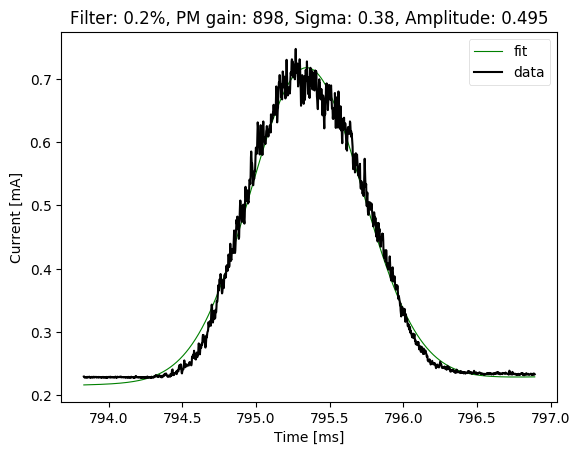 Filter: 0.2%, PM gain: 898, Sigma: 0.38, Amplitude: 0.495
fit
data
0.7
0.6
0.5
0.4
0.3
0.2
Current [mA]
794.0 794.5 795.0 795.5 796.0 796.5 797.0
Time [ms]